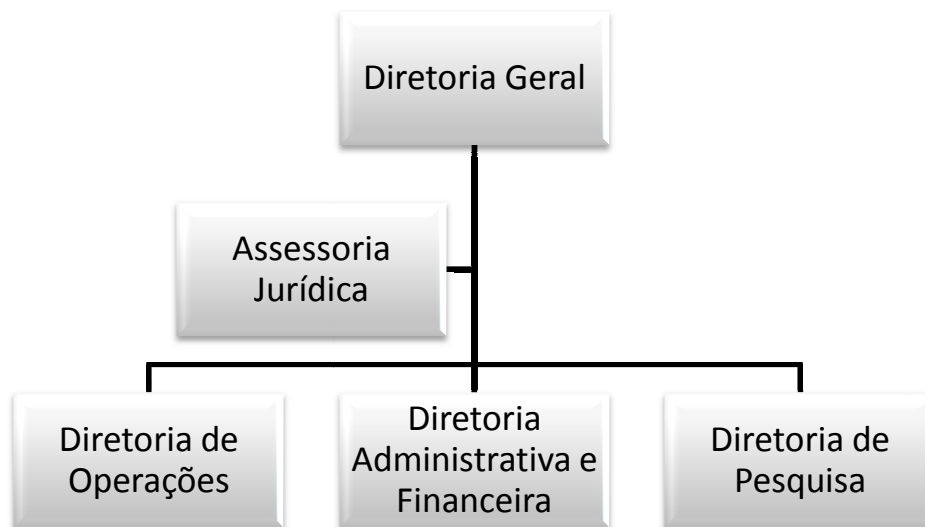 Diretoria Geral
Assessoria
Jurídica
Diretoria de
Operações
Diretoria
Administrativa e
Financeira
Diretoria de
Pesquisa